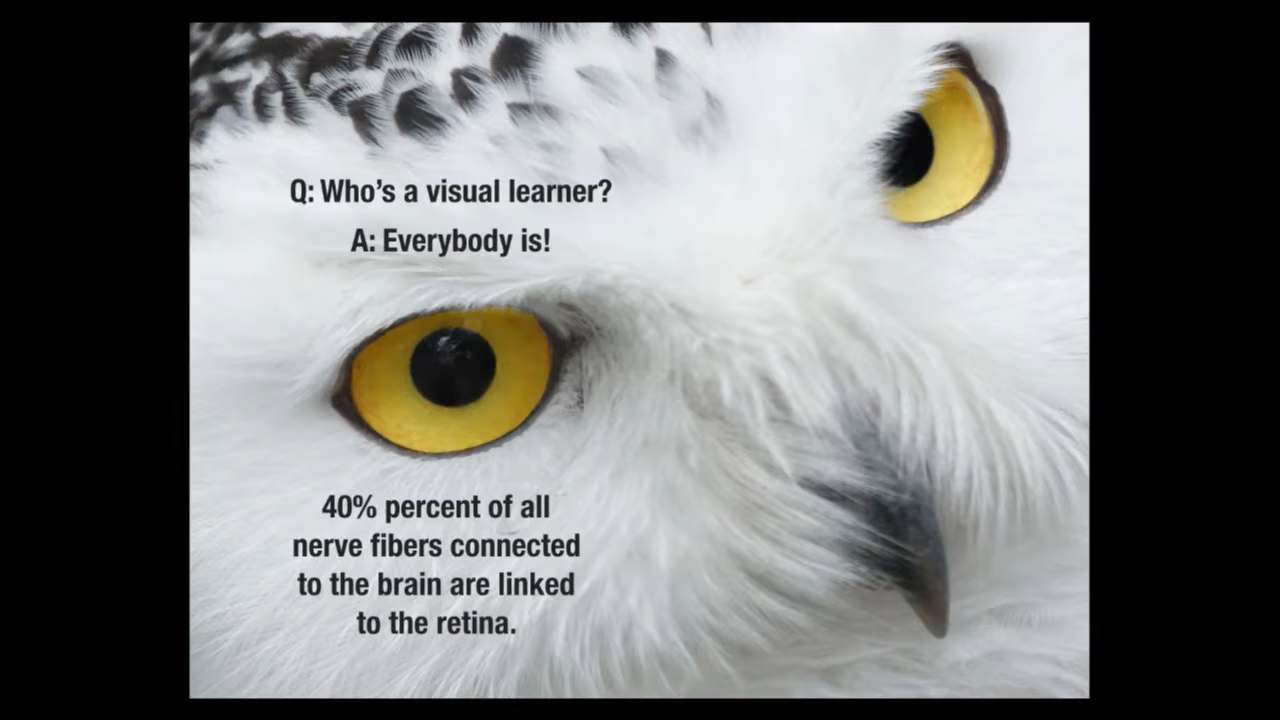 Q: Who's a visual learner?
A: Everybody is!
40% percent of all
nerve fibers connected
to the brain are linked
to the retina.